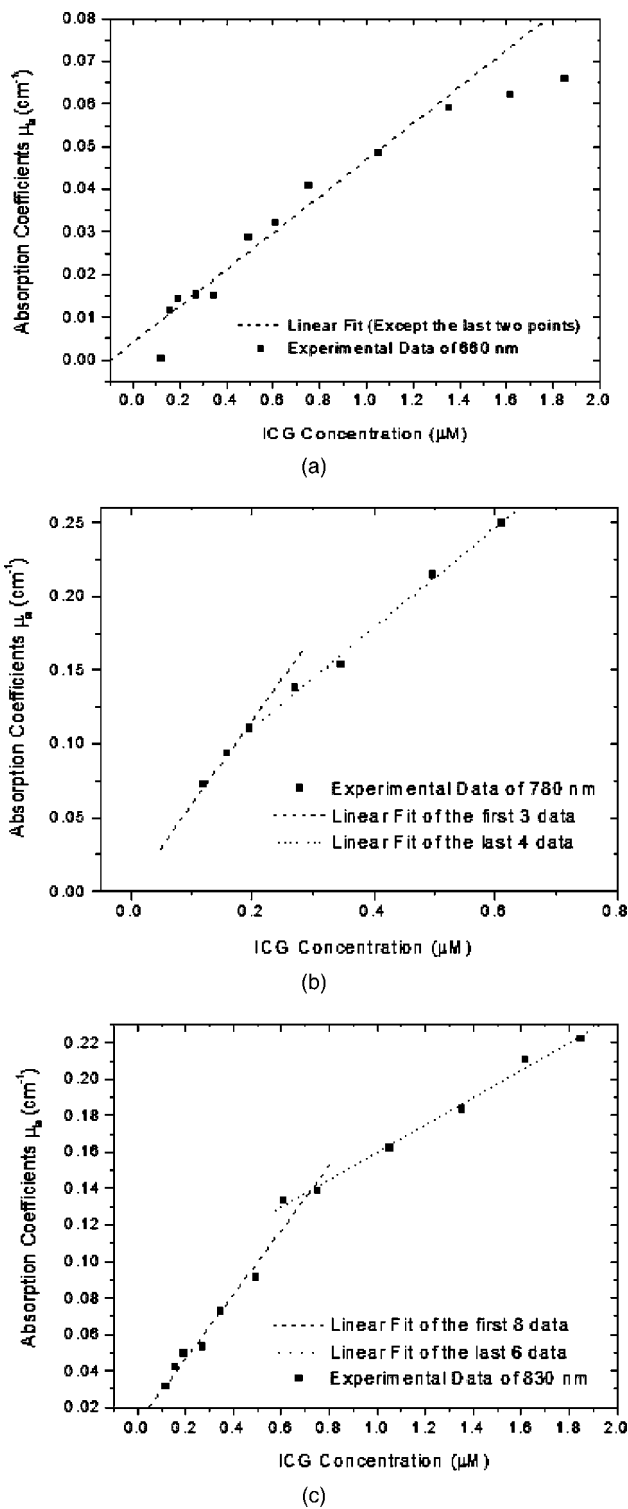 0.08
0.07
0.06
0.05
0.04
0.03
0.02
0.01
0.00
Absorption Coefficients μa (cm-1)
Linear Fit (Except the last two points)
Experimental Data of 660 nm
0.0 0.2 0.4 0.6 0.8 1.0 1.2 1.4 1.6 1.8 2.0
ICG Concentration (μM)
(a)
0.25
0.20
0.15
0.10
0.05
0.00
Absorption Coefficients μa (cm-1)
Experimental Data of 780 nm
Linear Fit of the first 3 data
Linear Fit of the last 4 data
0.0 0.2 0.4 0.6 0.8
ICG Concentration (μM)
(b)
0.22
0.20
0.18
0.16
0.14
0.12
0.10
0.08
0.06
0.04
0.02
Absorption Coefficients μa (cm-1)
Linear Fit of the first 8 data
Linear Fit of the last 6 data
Experimental Data of 830 nm
0.0 0.2 0.4 0.6 0.8 1.0 1.2 1.4 1.6 1.8 2.0
ICG Concentration (μM)
(c)